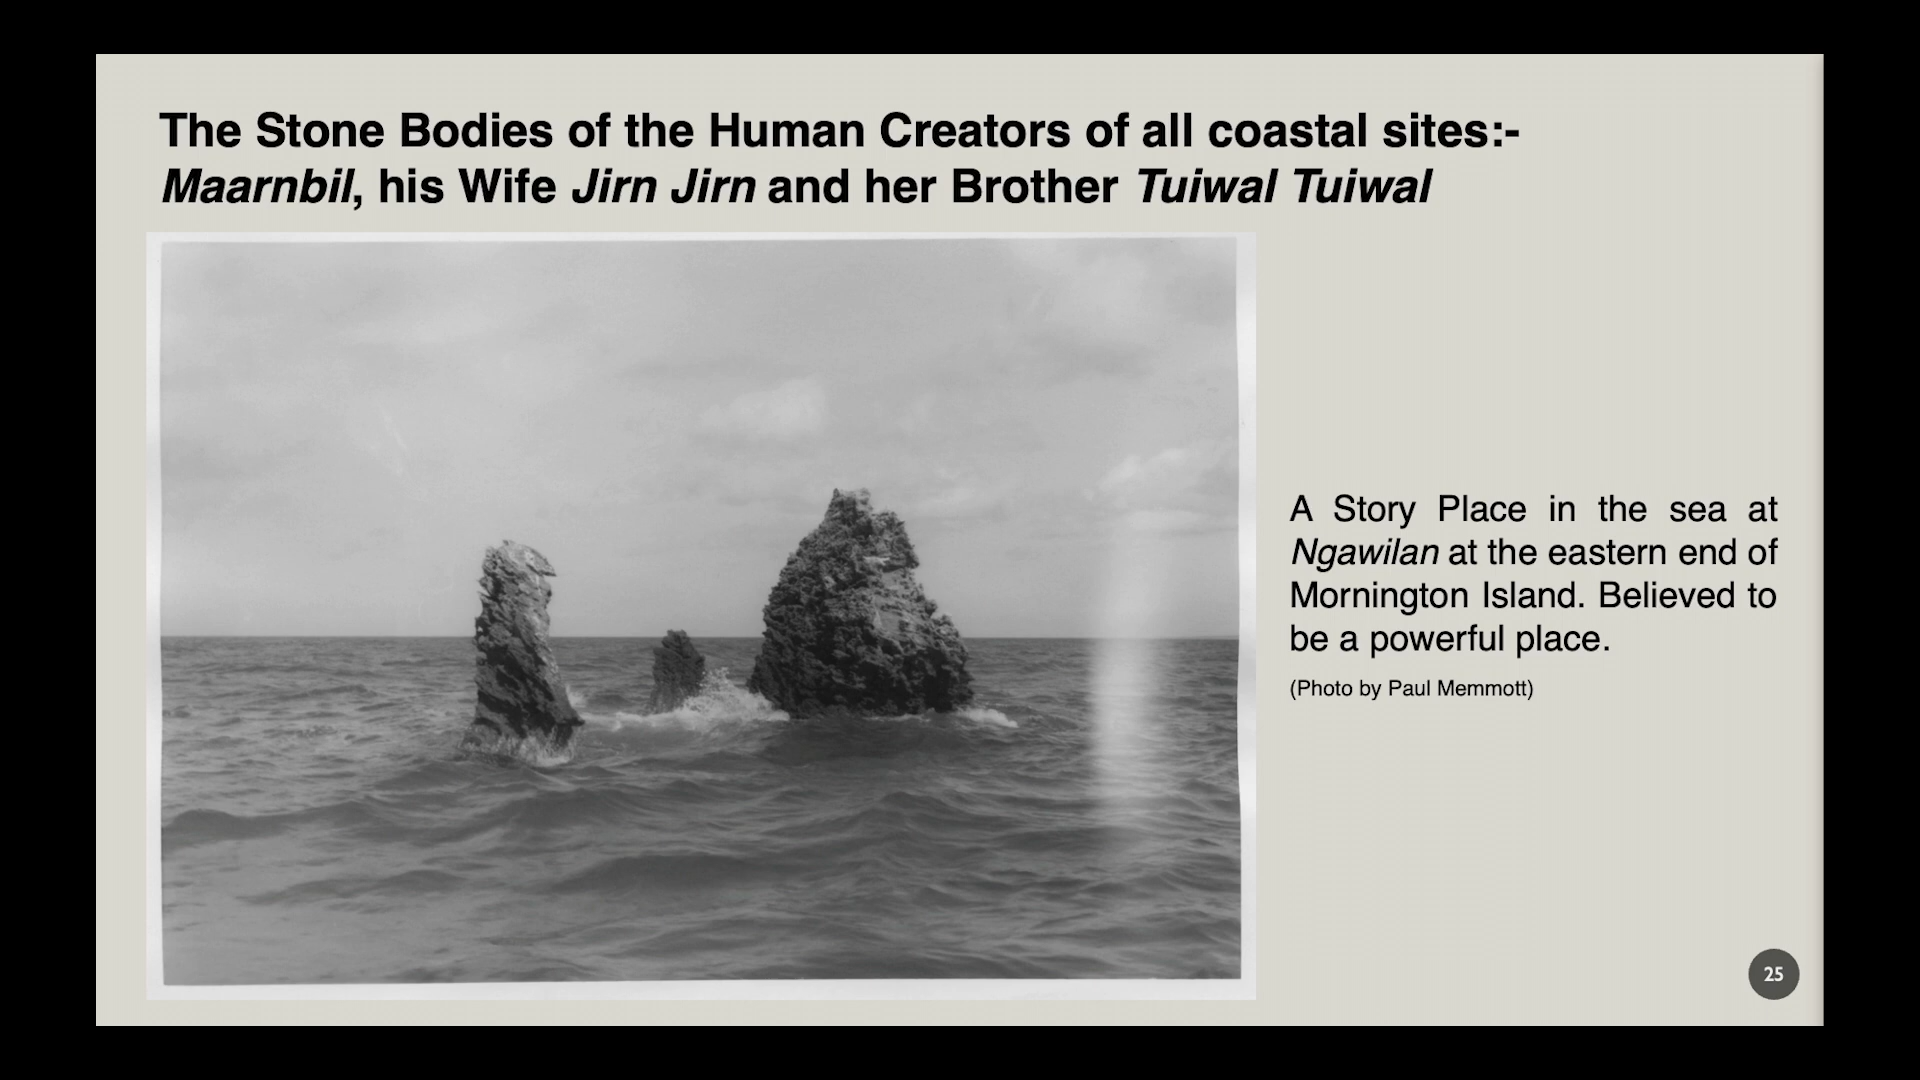 The Stone Bodies of the Human Creators of all coastal sites:-
Maarnbil, his Wife Jirn Jirn and her Brother Tuiwal Tuiwal
A Story Place in the sea at
Ngawilan at the eastern end of
Mornington Island. Believed to
be a powerful place.
(Photo by Paul Memmott)
25